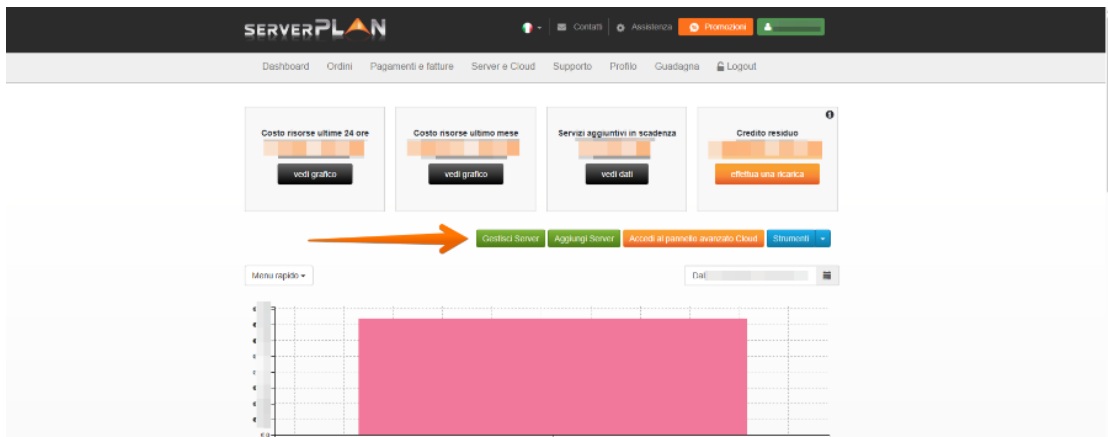 SERVERPLAN
Contatti
Assistenza
Promozioni
Dashboard Ordini Pagamenti e fatture Server e Cloud Supporto Profilo Guadagna Logout
Costo risorse ultime 24 ore
vedi grafico
Costo risorse ultimo mese
vedi grafico
Servizi aggiuntivi in scadenza
vedi dati
Credito residuo
effettua una ricarica
Gestisci Server
Aggiungi Server
Accedi al pannello avanzato Cloud
Strumenti
Menu rapido
Dal